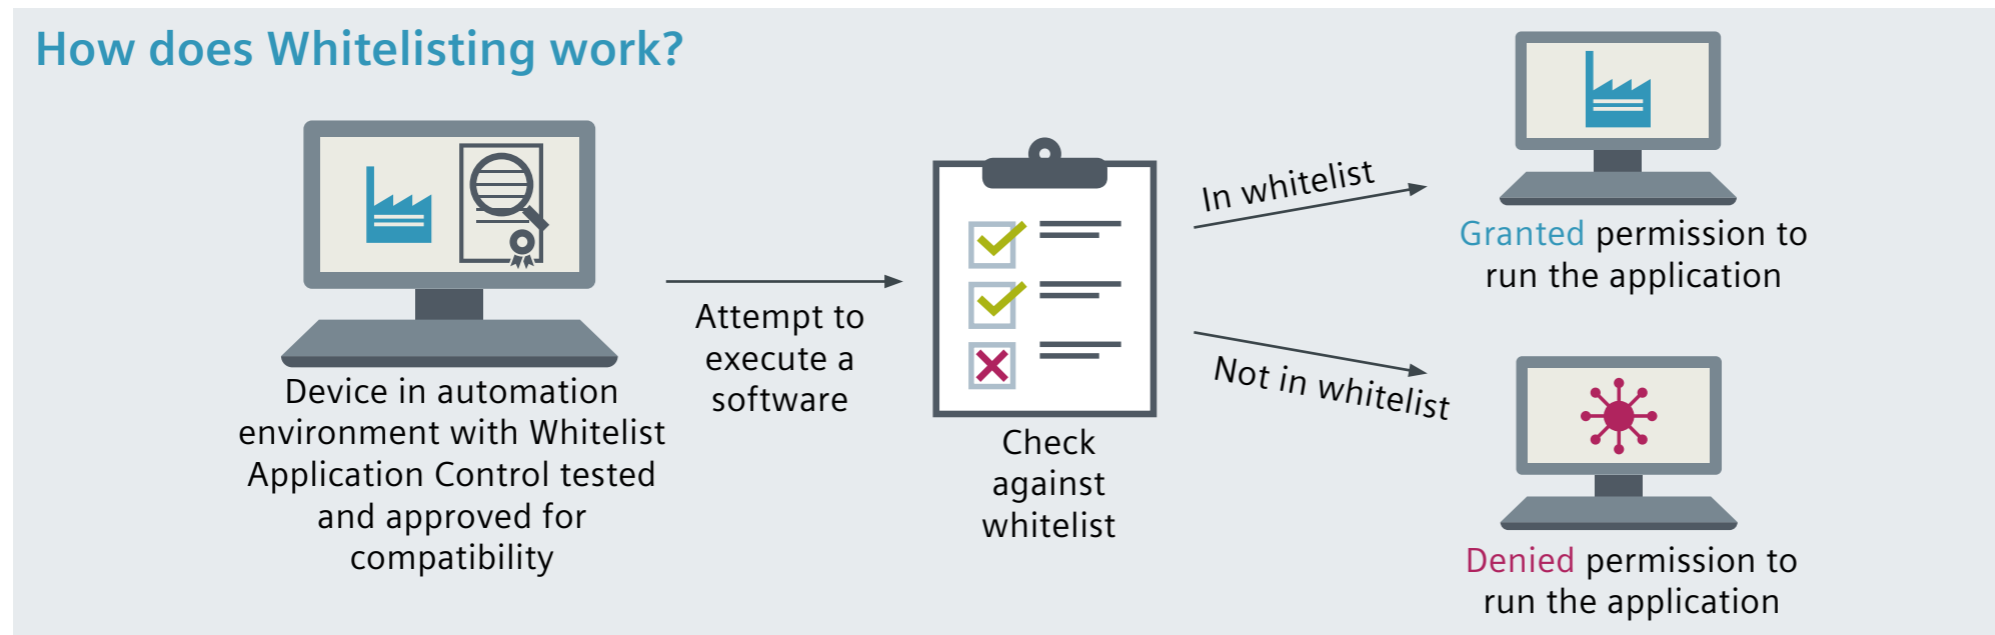 How does Whitelisting work?
Device in automation
environment with Whitelist
Application Control tested
and approved for
compatibility
Attempt to
execute a
software
Check
against
whitelist
In whitelist
Granted permission to
run the application
Not in whitelist
Denied permission to
run the application